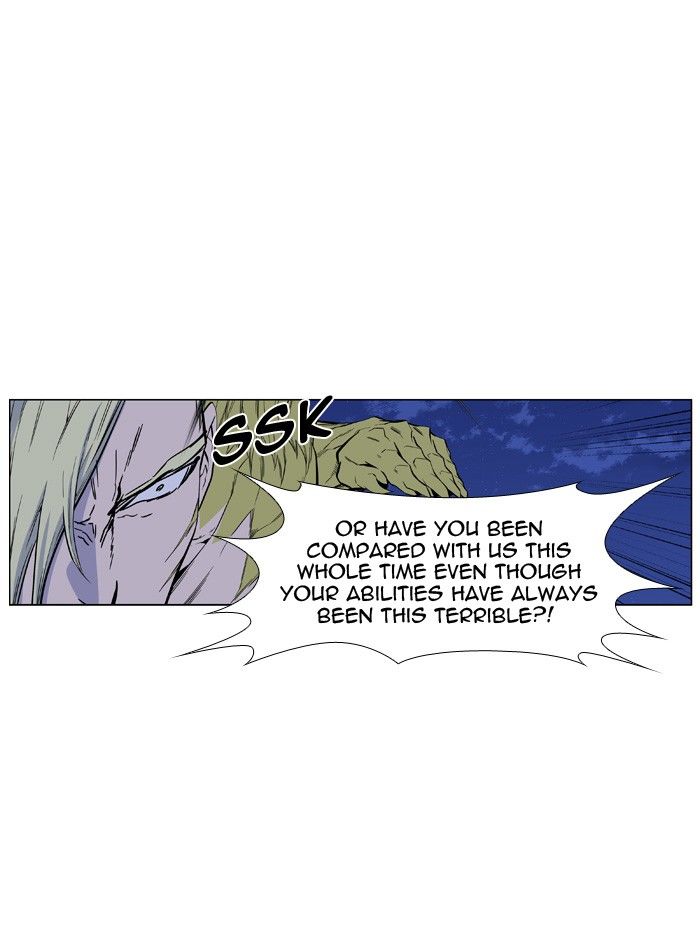 SSK
OR HAVE YOU BEEN
COMPARED WITH US THIS
WHOLE TIME EVEN THOUGH
YOUR ABILITIES HAVE ALWAYS
BEEN THIS TERRIBLE?!